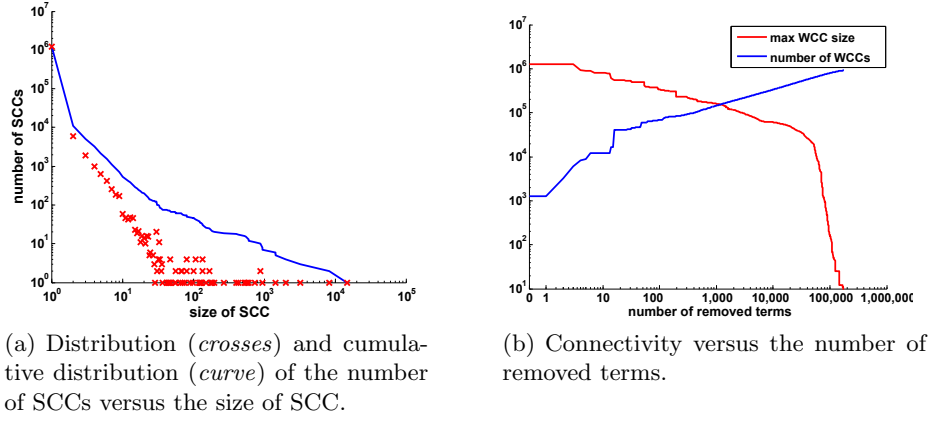 number of SCCs
10^6
10^5
10^4
10^3
10^2
10^1
10^0
10^0 10^1 10^2 10^3 10^4 10^5
size of SCC
(a) Distribution (crosses) and cumula-
tive distribution (curve) of the number
of SCCs versus the size of SCC.
10^7
10^6
10^5
10^4
10^3
10^2
10^1
max WCC size
number of WCCs
0 1 10 100 1,000 10,000 100,000 1,000,00
number of removed terms
(b) Connectivity versus the number of
removed terms.